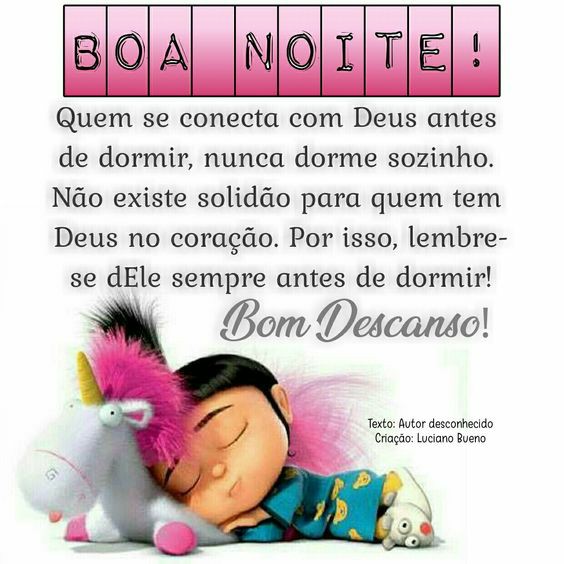 BOA NOITE!
Quem se conecta com Deus antes
de dormir, nunca dorme sozinho.
Não existe solidão para quem tem
Deus no coração. Por isso, lembre-
se dEle sempre antes de dormir!
Bom Descanso!
Texto: Autor desconhecido
Criação: Luciano Bueno